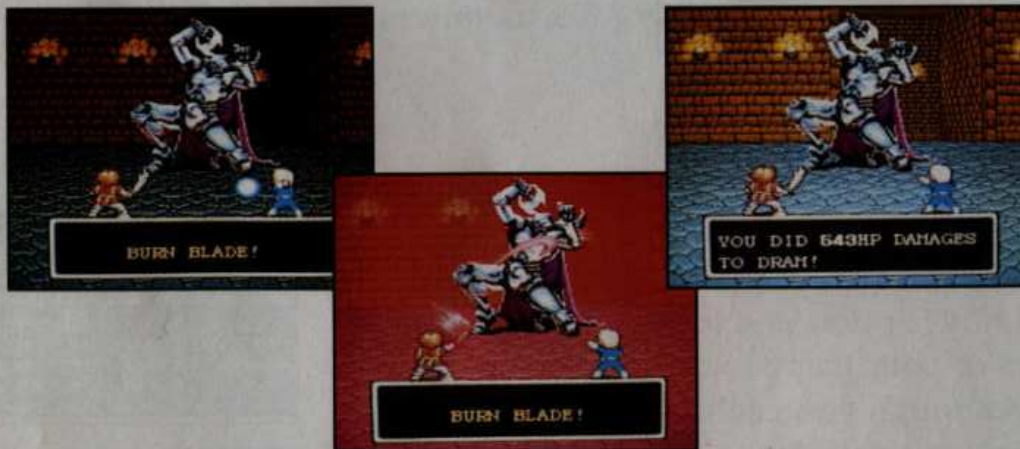 BURN BLADE!
BURN BLADE!
YOU DID 543HP DAMAGES
TO DRAM!